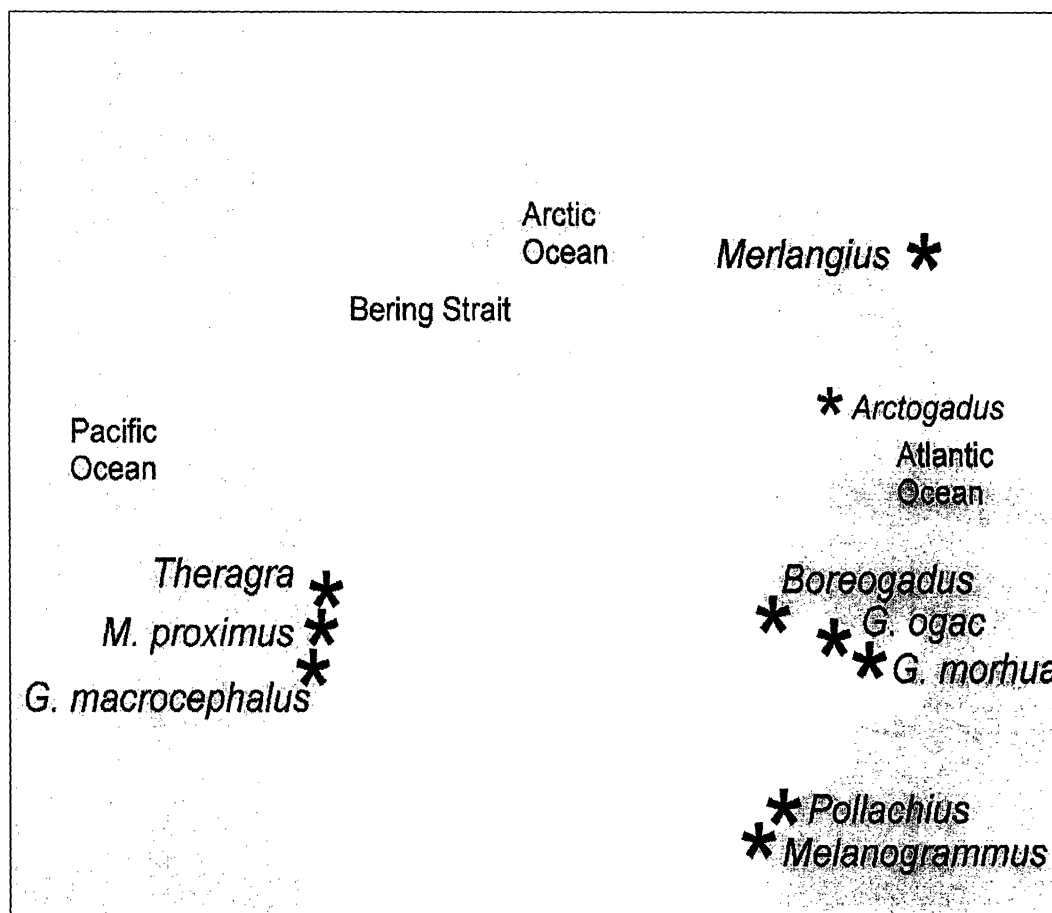 Arctic
Ocean
Merlangius
Bering Strait
Arctogadus
Pacific
Ocean
Atlantic
Ocean
Theragra
Boreogadus
M. proximus
G. ogac
G. macrocephalus
G. morhua
Pollachius
Melanogrammus